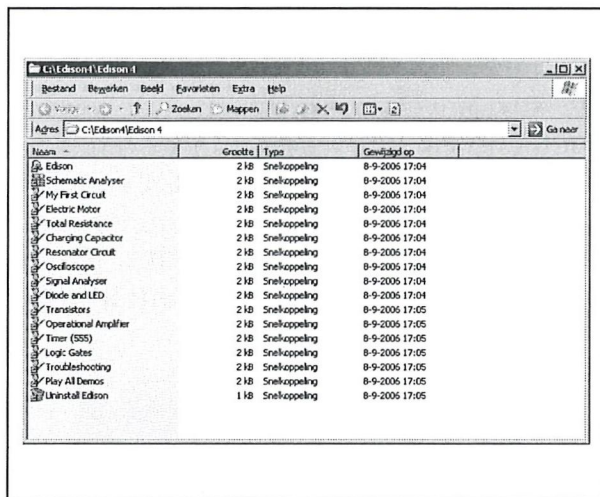 C:\Edison4\Edison 4
Bestand Bewerken Beeld Favorieten Extra Help
Vorige Zoeken Mappen
Adres C:\Edison4\Edison 4 Ga naar
Naam Grootte Type Gewijzigd op
Edison 2 kB Snelkoppeling 8-9-2006 17:04
Schematic Analyser 2 kB Snelkoppeling 8-9-2006 17:04
My First Circuit 2 kB Snelkoppeling 8-9-2006 17:04
Electric Motor 2 kB Snelkoppeling 8-9-2006 17:04
Total Resistance 2 kB Snelkoppeling 8-9-2006 17:04
Charging Capacitor 2 kB Snelkoppeling 8-9-2006 17:04
Resonator Circuit 2 kB Snelkoppeling 8-9-2006 17:04
Oscilloscope 2 kB Snelkoppeling 8-9-2006 17:04
Signal Analyser 2 kB Snelkoppeling 8-9-2006 17:04
Diode and LED 2 kB Snelkoppeling 8-9-2006 17:04
Transistors 2 kB Snelkoppeling 8-9-2006 17:05
Operational Amplifier 2 kB Snelkoppeling 8-9-2006 17:05
Timer (555) 2 kB Snelkoppeling 8-9-2006 17:05
Logic Gates 2 kB Snelkoppeling 8-9-2006 17:05
Troubleshooting 2 kB Snelkoppeling 8-9-2006 17:05
Play All Demos 2 kB Snelkoppeling 8-9-2006 17:05
Uninstall Edison 1 kB Snelkoppeling 8-9-2006 17:05